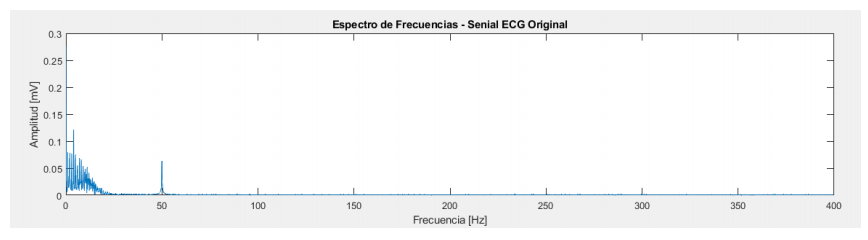 Espectro de Frecuencias - Senial ECG Original
0.3
0.25
0.2
0.15
0.1
0.05
0
Amplitud [mV]
0 50 100 150 200 250 300 350 400
Frecuencia [Hz]